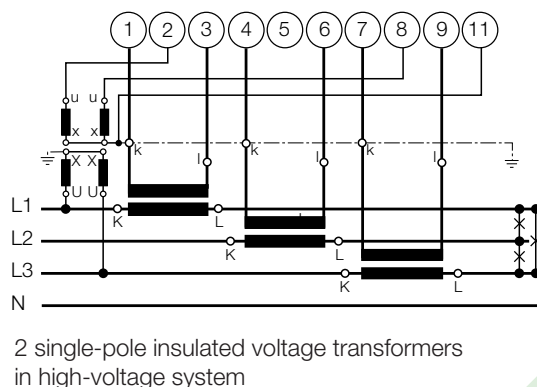 1 2 3 4 5 6 7 8 9 11
u u
x x
k k k
l l l
X X
U U
L1
K L
L2
K L
L3
K L
N
2 single-pole insulated voltage transformers
in high-voltage system